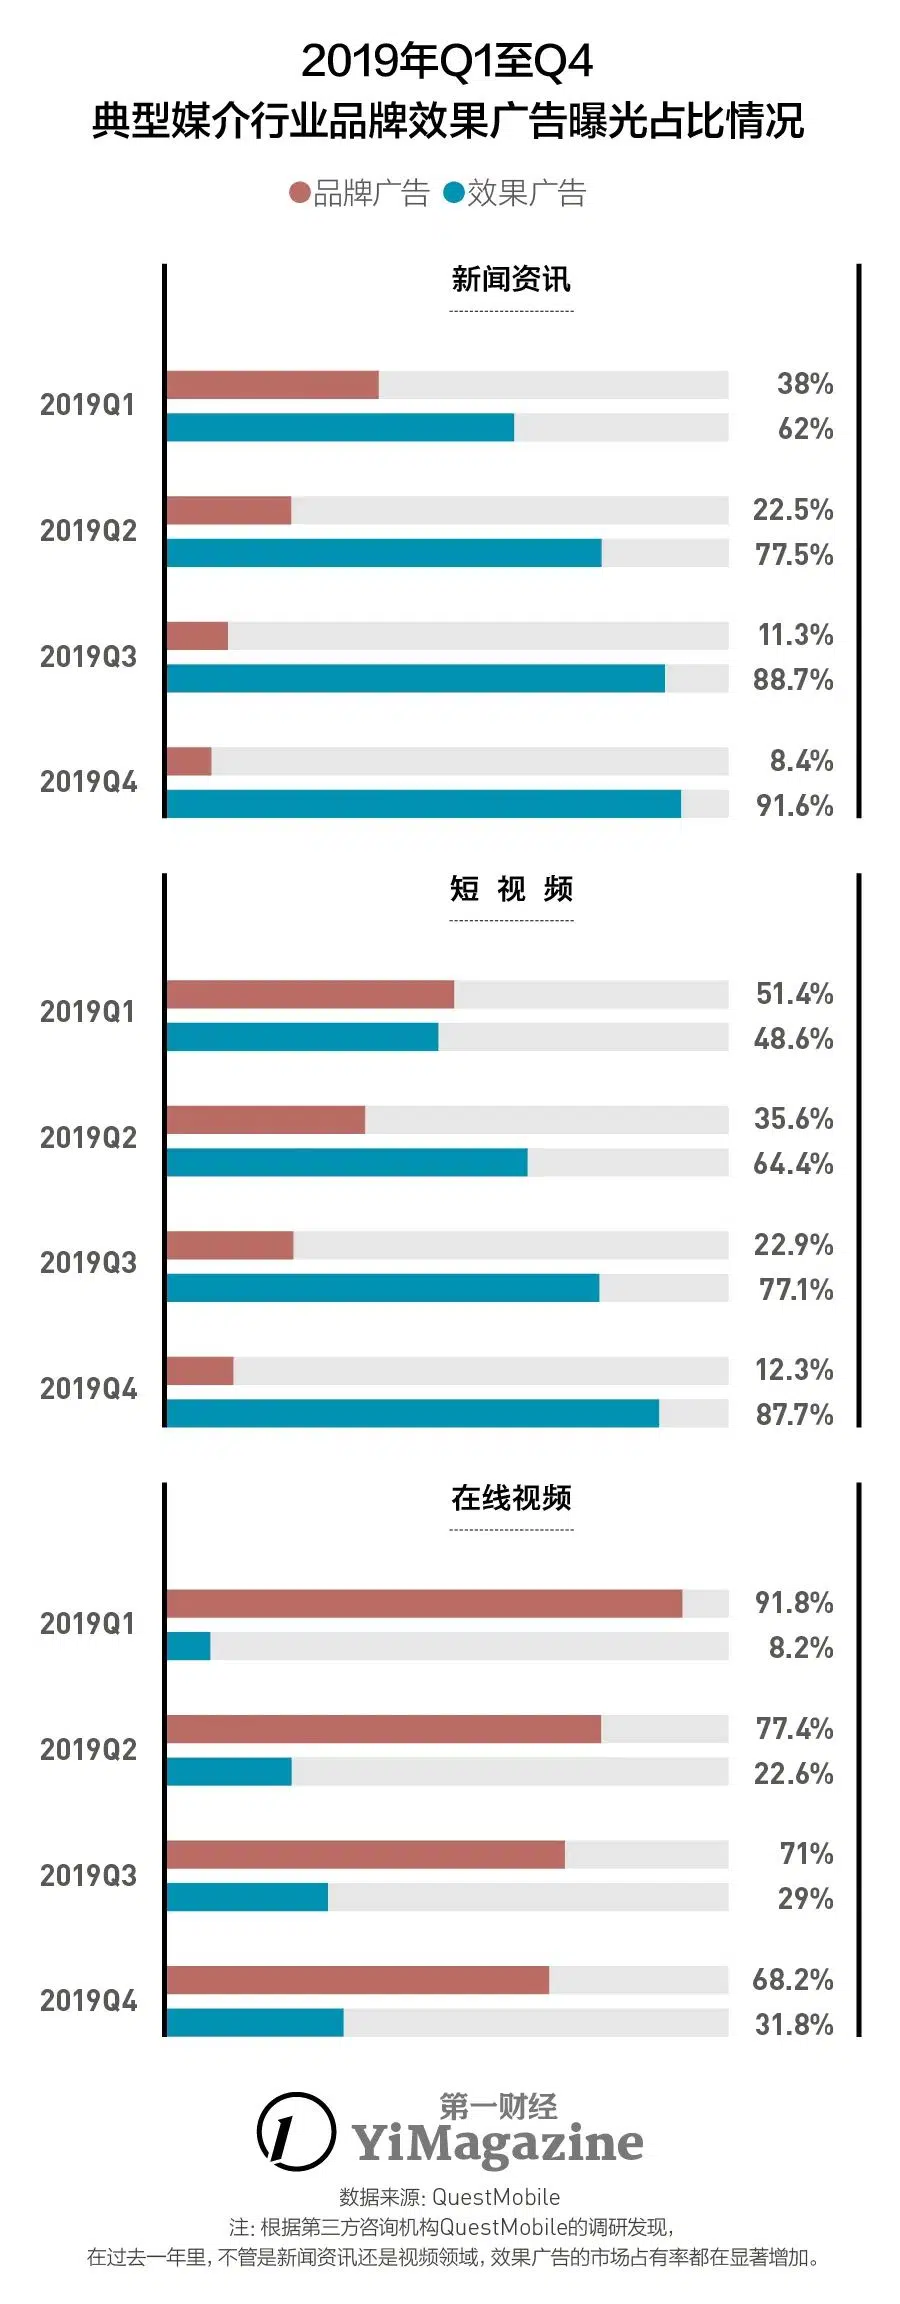 2019年Q1至Q4
典型媒介行业品牌效果广告曝光占比情况
品牌广告 效果广告
新闻资讯
2019Q1
38%
62%
2019Q2
22.5%
77.5%
2019Q3
11.3%
88.7%
2019Q4
8.4%
91.6%
短视频
2019Q1
51.4%
48.6%
2019Q2
35.6%
64.4%
2019Q3
22.9%
77.1%
2019Q4
12.3%
87.7%
在线视频
2019Q1
91.8%
8.2%
2019Q2
77.4%
22.6%
2019Q3
71%
29%
2019Q4
68.2%
31.8%
第一财经
YiMagazine
数据来源: QuestMobile
注: 根据第三方咨询机构QuestMobile的调研发现,
在过去一年里, 不管是新闻资讯还是视频领域, 效果广告的市场占有率都在显著增加。